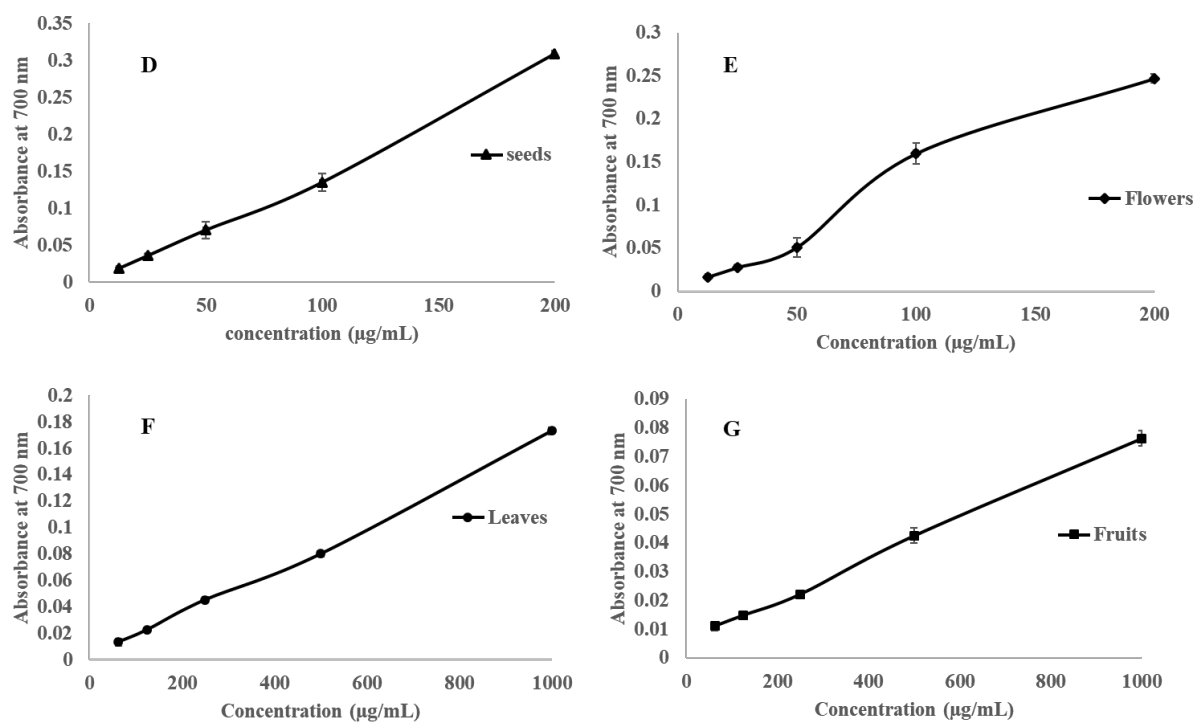 Absorbance at 700 nm
0.35
0.3
0.25
0.2
0.15
0.1
0.05
0
D
seeds
0 50 100 150 200
concentration (µg/mL)
Absorbance at 700 nm
0.3
0.25
0.2
0.15
0.1
0.05
0
E
Flowers
0 50 100 150 200
Concentration (µg/mL)
Absorbance at 700 nm
0.2
0.18
0.16
0.14
0.12
0.1
0.08
0.06
0.04
0.02
0
F
Leaves
0 200 400 600 800 1000
Concentration (µg/mL)
Absorbance at 700 nm
0.09
0.08
0.07
0.06
0.05
0.04
0.03
0.02
0.01
0
G
Fruits
0 200 400 600 800 1000
Concentration (µg/mL)